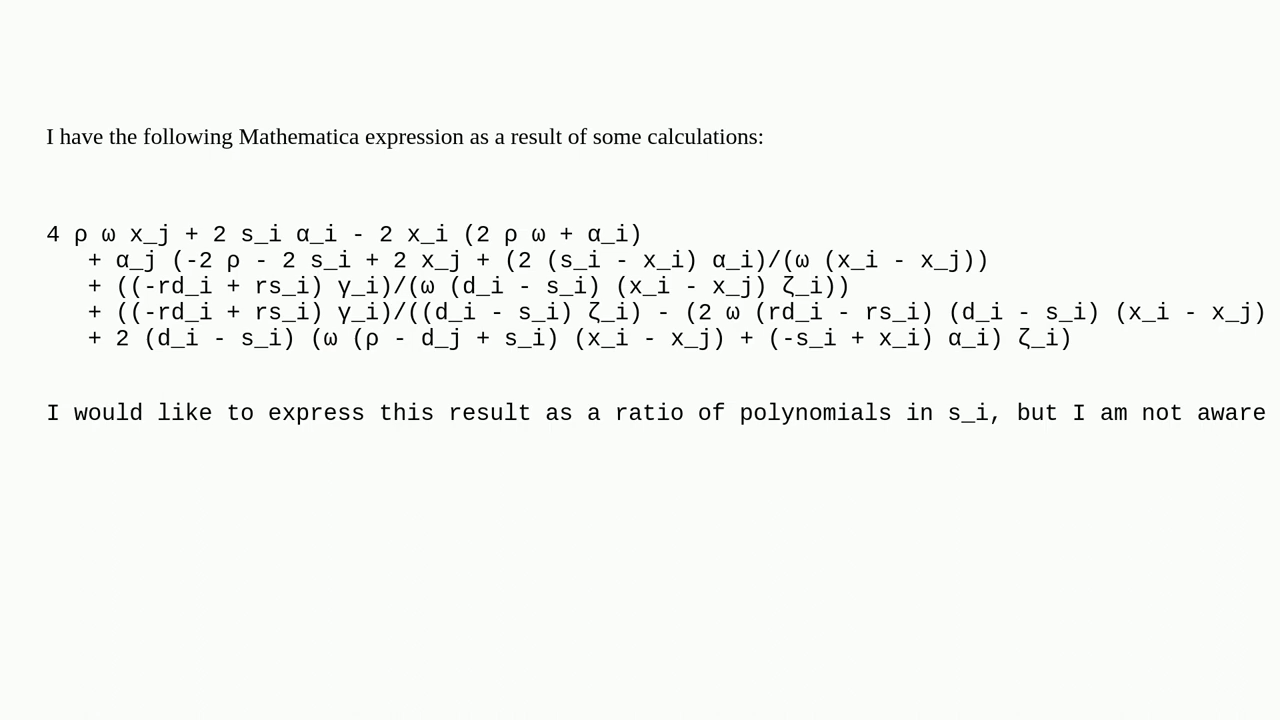 I have the following Mathematica expression as a result of some calculations:
4 ρ ω x_j + 2 s_i α_i - 2 x_i (2 ρ ω + α_i)
+ α_j (-2 ρ - 2 s_i + 2 x_j + (2 (s_i - x_i) α_i)/(ω (x_i - x_j))
+ ((-rd_i + rs_i) γ_i)/(ω (d_i - s_i) (x_i - x_j) ζ_i))
+ ((-rd_i + rs_i) γ_i)/((d_i - s_i) ζ_i) - (2 ω (rd_i - rs_i) (d_i - s_i) (x_i - x_j)
+ 2 (d_i - s_i) (ω (ρ - d_j + s_i) (x_i - x_j) + (-s_i + x_i) α_i) ζ_i)
I would like to express this result as a ratio of polynomials in s_i, but I am not aware